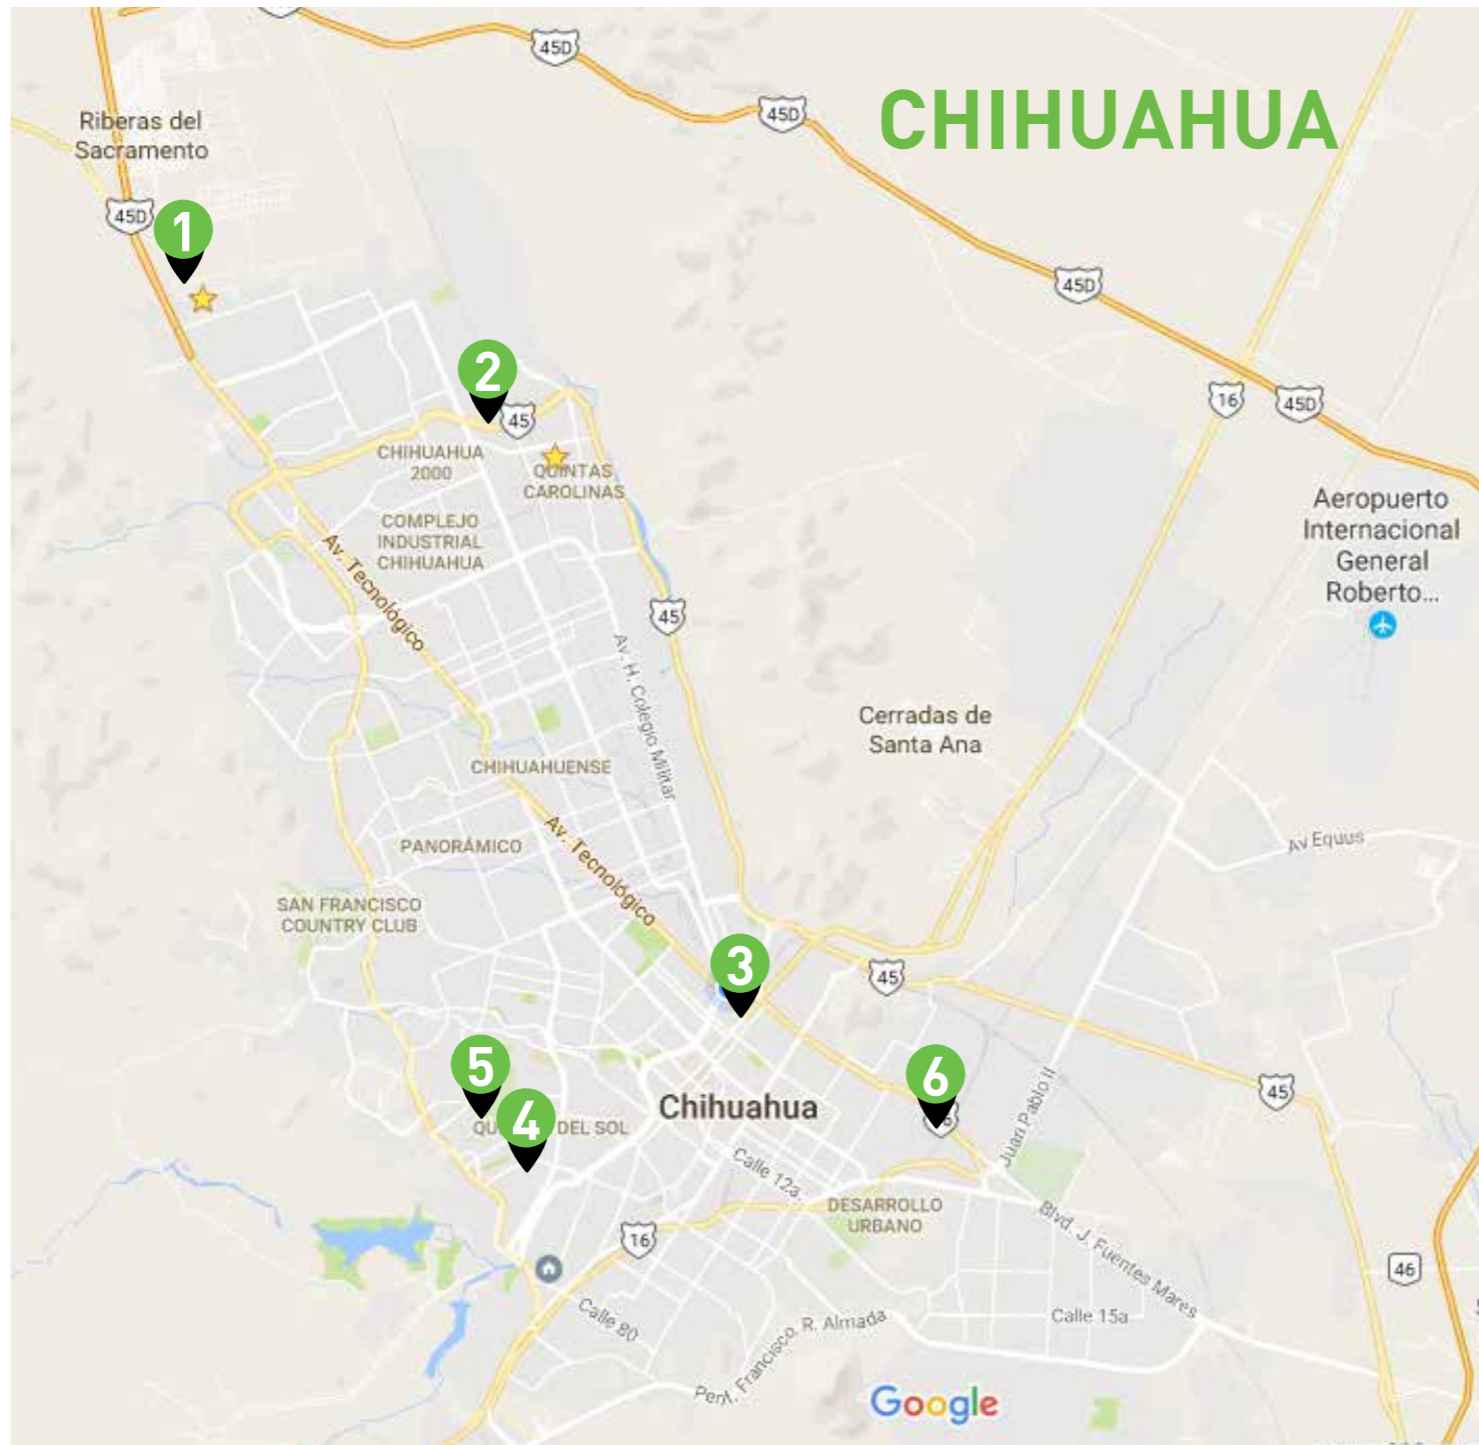 45D
CHIHUAHUA
45D
Riberas del
Sacramento
45D
1
45D
2
16
45D
45
CHIHUAHUA
2000
QUINTAS
CAROLINAS
Aeropuerto
Internacional
General
Roberto...
COMPLEJO
INDUSTRIAL
CHIHUAHUA
Av. Tecnológico
45
Av. H. Colegio Militar
Cerradas de
Santa Ana
CHIHUAHUENSE
Av. Tecnológico
PANORÁMICO
Av Equus
SAN FRANCISCO
COUNTRY CLUB
3
45
5
6
45
4
DEL SOL
Chihuahua
Juan Pablo II
Calle 12a.
DESARROLLO
URBANO
16
Blvd. J. Fuentes Mares
46
Calle 80
Perif. Francisco. R. Almada
Calle 15a
Google